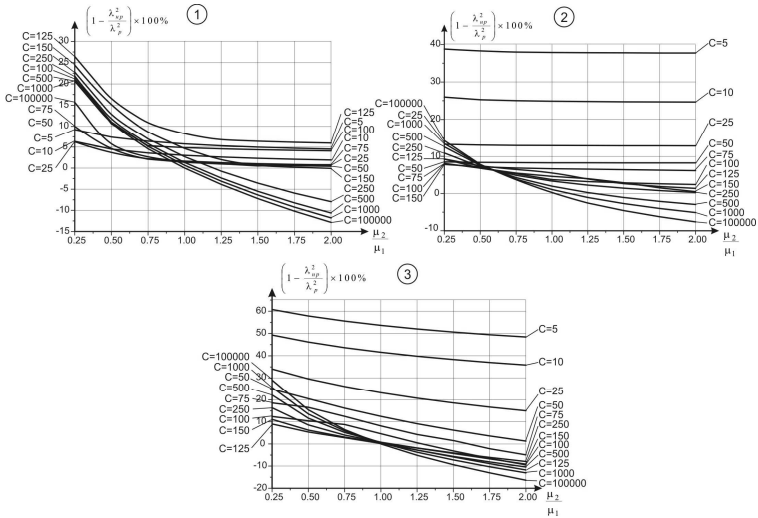 (1 − λ²ₙₚ / λ²ₚ) × 100%
1
C=125
C=150
C=250
C=100
C=500
C=1000
C=100000
C=75
C=50
C=5
C=10
C=25
30
25
20
15
10
5
0
-5
-10
-15
0.25 0.50 0.75 1.00 1.25 1.50 1.75 2.00
C=125
C=5
C=100
C=10
C=75
C=25
C=50
C=150
C=250
C=500
C=1000
C=100000
μ₂
μ₁
(1 − λ²ₙₚ / λ²ₚ) × 100%
2
40
30
20
10
0
-10
C=100000
C=25
C=1000
C=500
C=250
C=125
C=50
C=75
C=100
C=150
0.25 0.50 0.75 1.00 1.25 1.50 1.75 2.00
C=5
C=10
C=25
C=50
C=75
C=100
C=125
C=150
C=250
C=500
C=1000
C=100000
μ₂
μ₁
(1 − λ²ₙₚ / λ²ₚ) × 100%
3
60
50
40
30
20
10
0
-10
-20
C=100000
C=1000
C=50
C=500
C=75
C=250
C=100
C=150
C=125
0.25 0.50 0.75 1.00 1.25 1.50 1.75 2.00
C=5
C=10
C=25
C=50
C=75
C=250
C=150
C=100
C=500
C=125
C=1000
C=100000
μ₂
μ₁